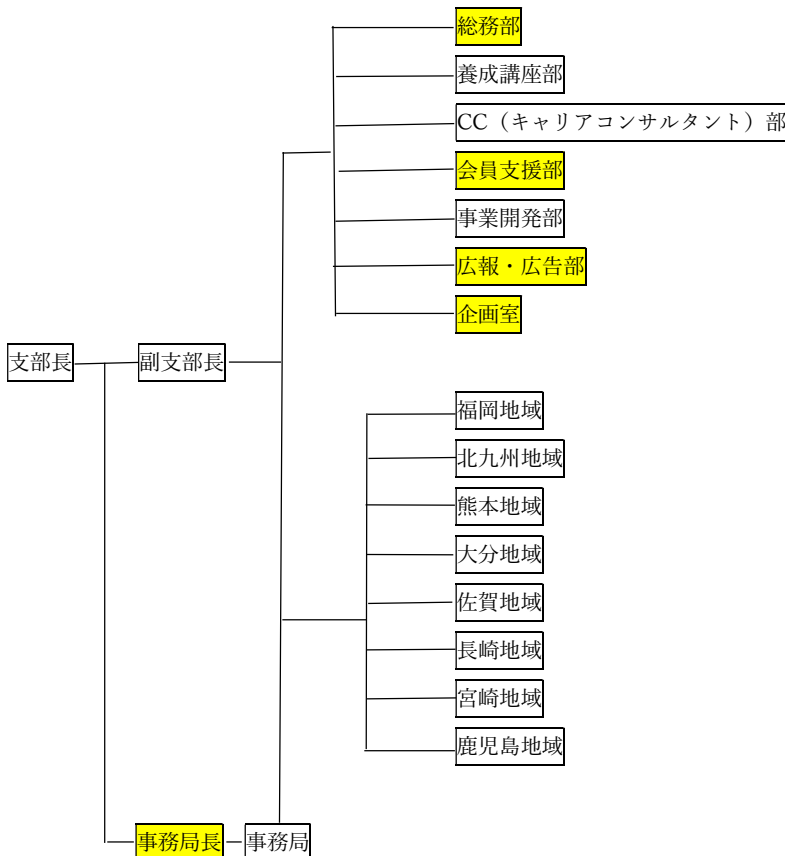 総務部
養成講座部
CC（キャリアコンサルタント）部
会員支援部
事業開発部
広報・広告部
企画室
支部長
副支部長
福岡地域
北九州地域
熊本地域
大分地域
佐賀地域
長崎地域
宮崎地域
鹿児島地域
事務局長
事務局